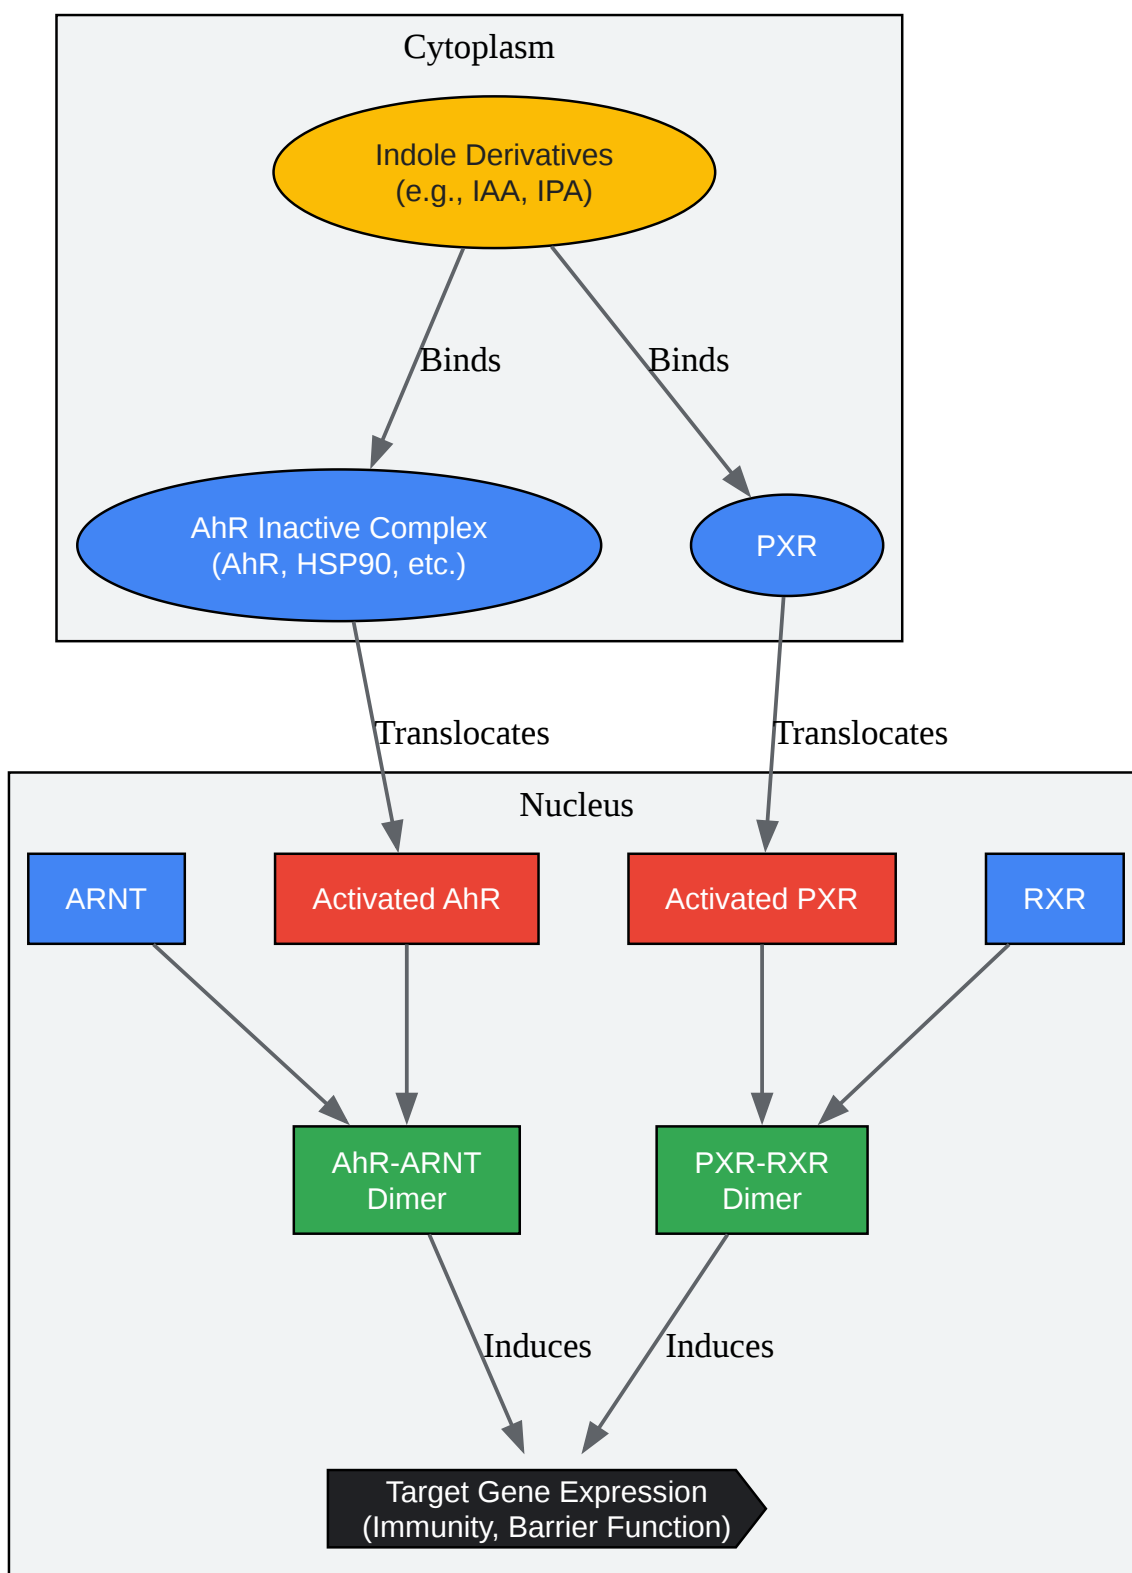 Cytoplasm
Indole Derivatives
(e.g., IAA, IPA)
Binds
Binds
AhR Inactive Complex
(AhR, HSP90, etc.)
PXR
Translocates
Translocates
Nucleus
ARNT
Activated AhR
Activated PXR
RXR
AhR-ARNT
Dimer
PXR-RXR
Dimer
Induces
Induces
Target Gene Expression
(Immunity, Barrier Function)